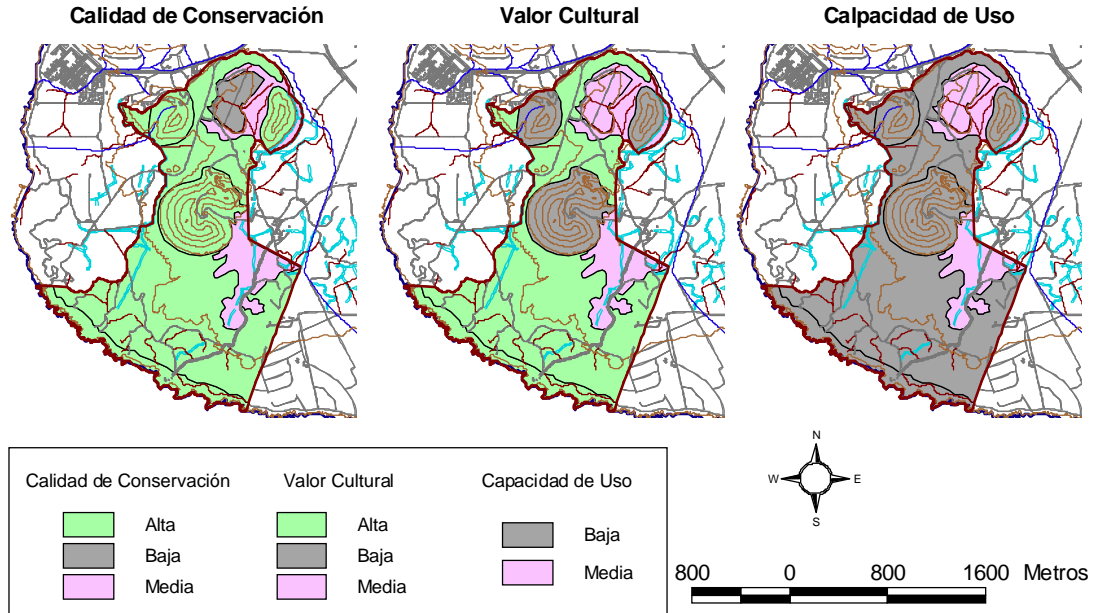 Calidad de Conservación
Valor Cultural
Calpacidad de Uso
N
W
E
S
Calidad de Conservación
Alta
Baja
Media
Valor Cultural
Alta
Baja
Media
Capacidad de Uso
Baja
Media
800 0 800 1600 Metros